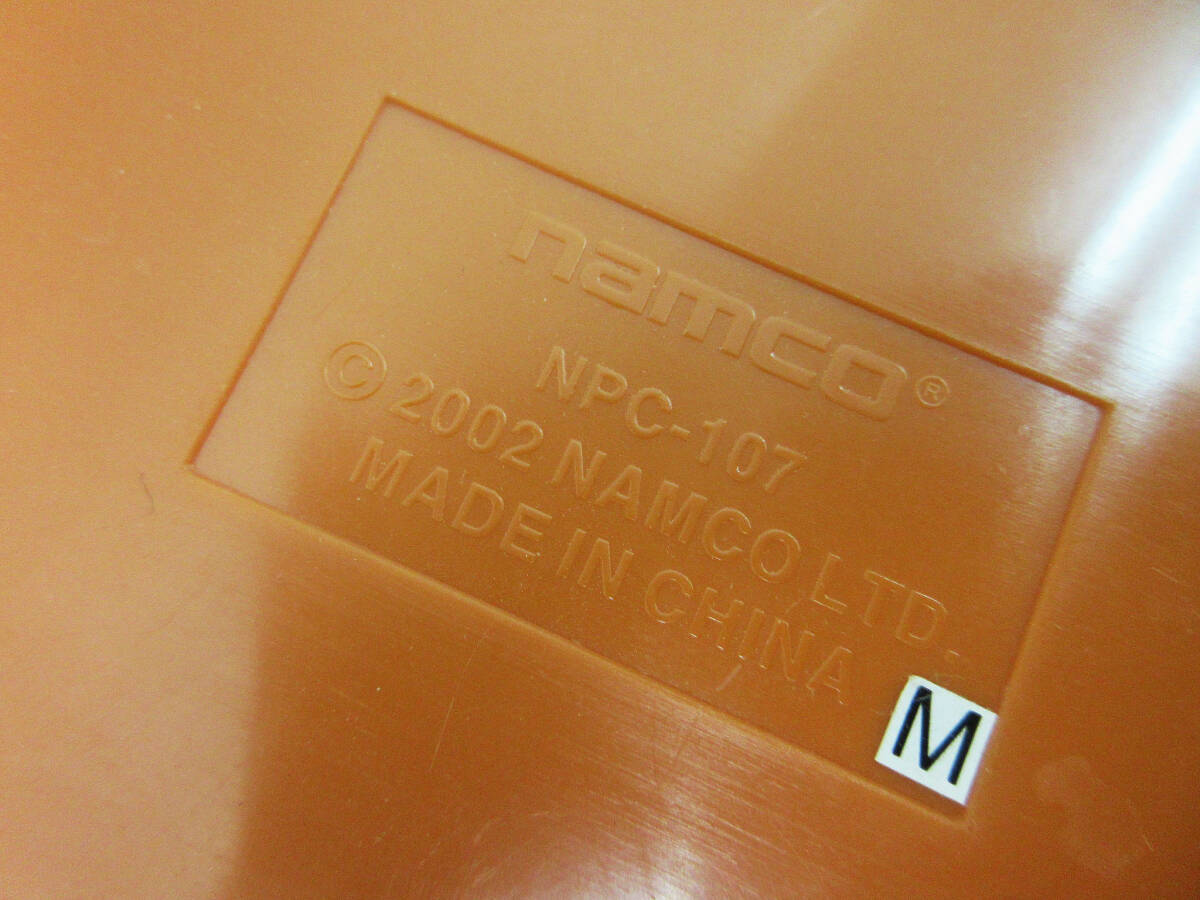 namco®
NPC-107
© 2002 NAMCO LTD.
MADE IN CHINA
M